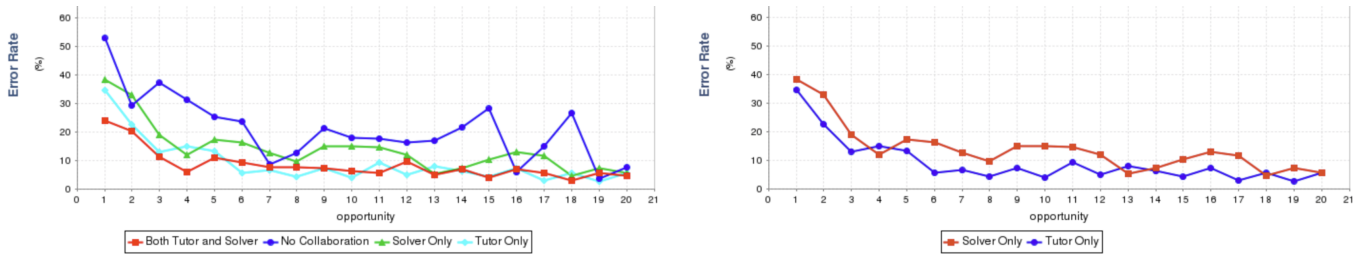 60
50
40
30
20
10
0
Error Rate
(%)
0 1 2 3 4 5 6 7 8 9 10 11 12 13 14 15 16 17 18 19 20 21
opportunity
Both Tutor and Solver No Collaboration Solver Only Tutor Only
60
50
40
30
20
10
0
Error Rate
(%)
0 1 2 3 4 5 6 7 8 9 10 11 12 13 14 15 16 17 18 19 20 21
opportunity
Solver Only Tutor Only